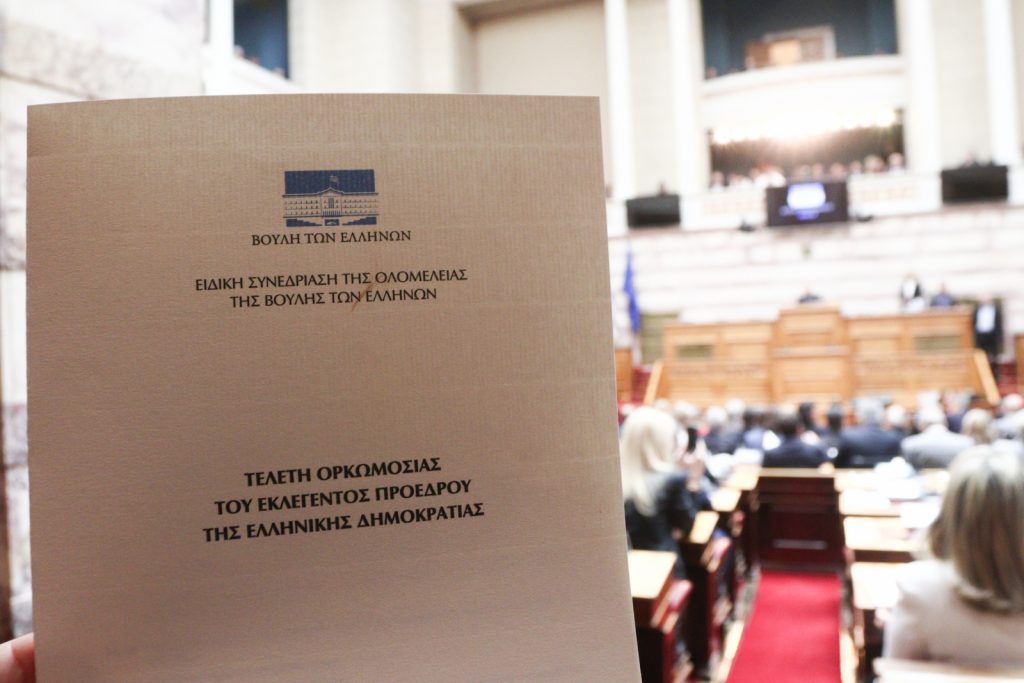 ΒΟΥΛΗ ΤΩΝ ΕΛΛΗΝΩΝ
ΕΙΔΙΚΗ ΣΥΝΕΔΡΙΑΣΗ ΤΗΣ ΟΛΟΜΕΛΕΙΑΣ
ΤΗΣ ΒΟΥΛΗΣ ΤΩΝ ΕΛΛΗΝΩΝ
ΤΕΛΕΤΗ ΟΡΚΩΜΟΣΙΑΣ
ΤΟΥ ΕΚΛΕΓΕΝΤΟΣ ΠΡΟΕΔΡΟΥ
ΤΗΣ ΕΛΛΗΝΙΚΗΣ ΔΗΜΟΚΡΑΤΙΑΣ